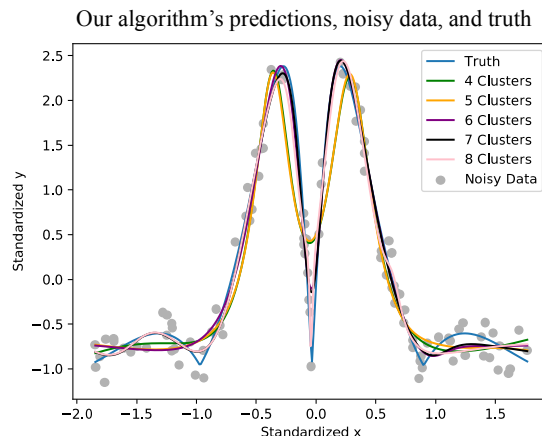 Our algorithm’s predictions, noisy data, and truth
2.5
2.0
1.5
1.0
0.5
0.0
−0.5
−1.0
Standardized y
Truth
4 Clusters
5 Clusters
6 Clusters
7 Clusters
8 Clusters
Noisy Data
−2.0 −1.5 −1.0 −0.5 0.0 0.5 1.0 1.5
Standardized x